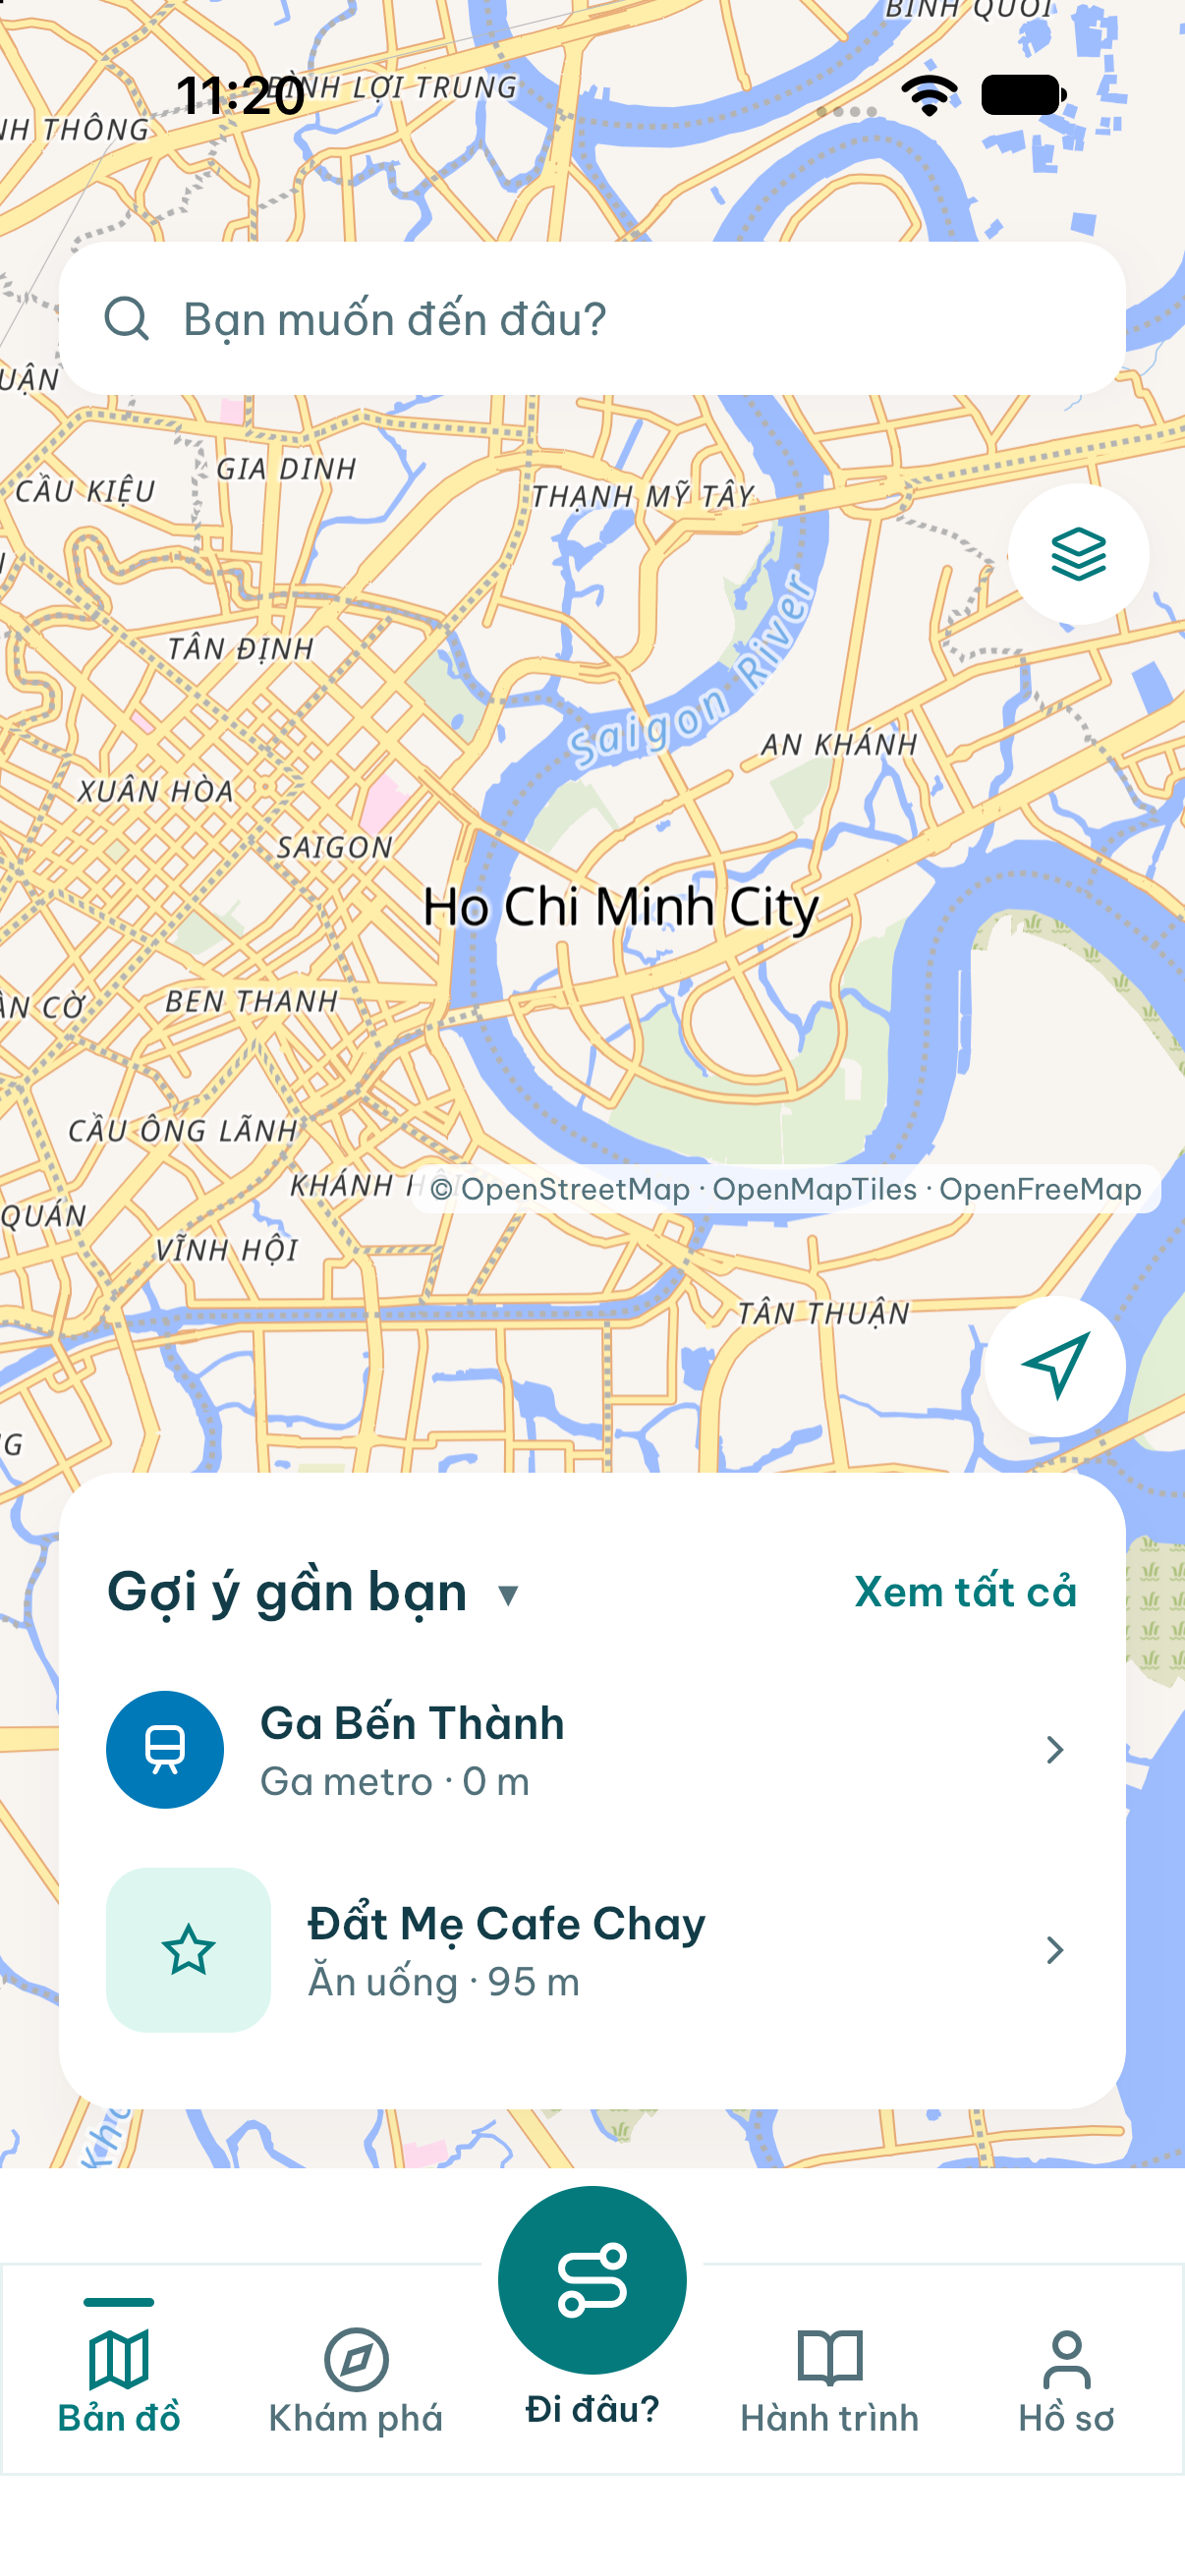 BÌNH QUỚI
11:20
BÌNH LỢI TRUNG
NH THÔNG
Bạn muốn đến đâu?
UẬN
GIA DINH
CẦU KIỆU
THẠNH MỸ TÂY
TÂN ĐỊNH
Saigon River
AN KHÁNH
XUÂN HÒA
SAIGON
Ho Chi Minh City
BEN THANH
ÀN CỜ
CẦU ÔNG LÃNH
KHÁNH H
© OpenStreetMap · OpenMapTiles · OpenFreeMap
QUÁN
VĨNH HỘI
TÂN THUẬN
G
Gợi ý gần bạn ▼
Xem tất cả
Ga Bến Thành
Ga metro · 0 m
Đẩt Mẹ Cafe Chay
Ăn uống · 95 m
Khá
Bản đồ
Khám phá
Đi đâu?
Hành trình
Hồ sơ